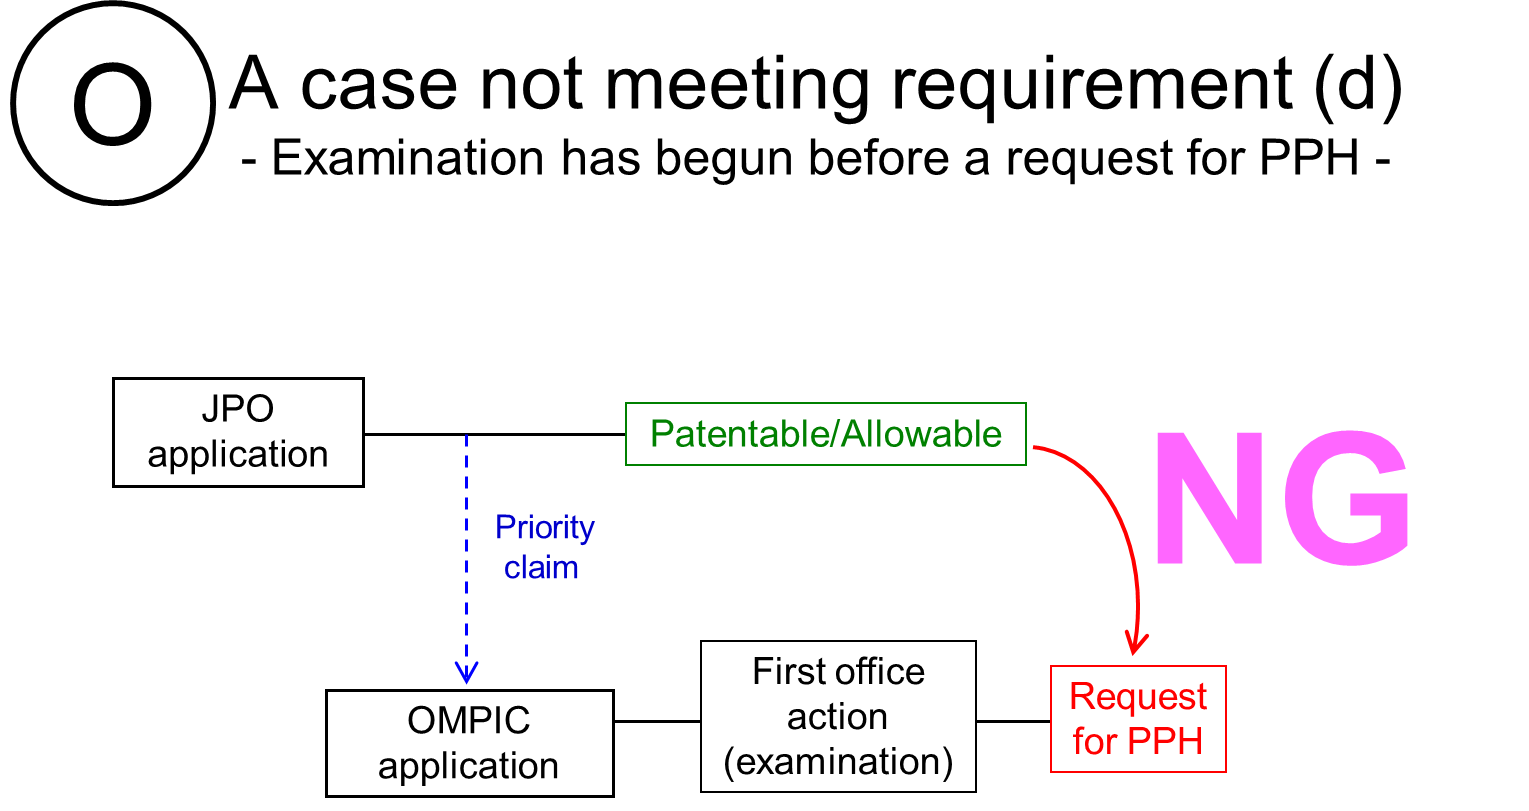 O
A case not meeting requirement (d)
- Examination has begun before a request for PPH -
JPO
application
Patentable/Allowable
NG
Priority
claim
OMPIC
application
First office
action
(examination)
Request
for PPH